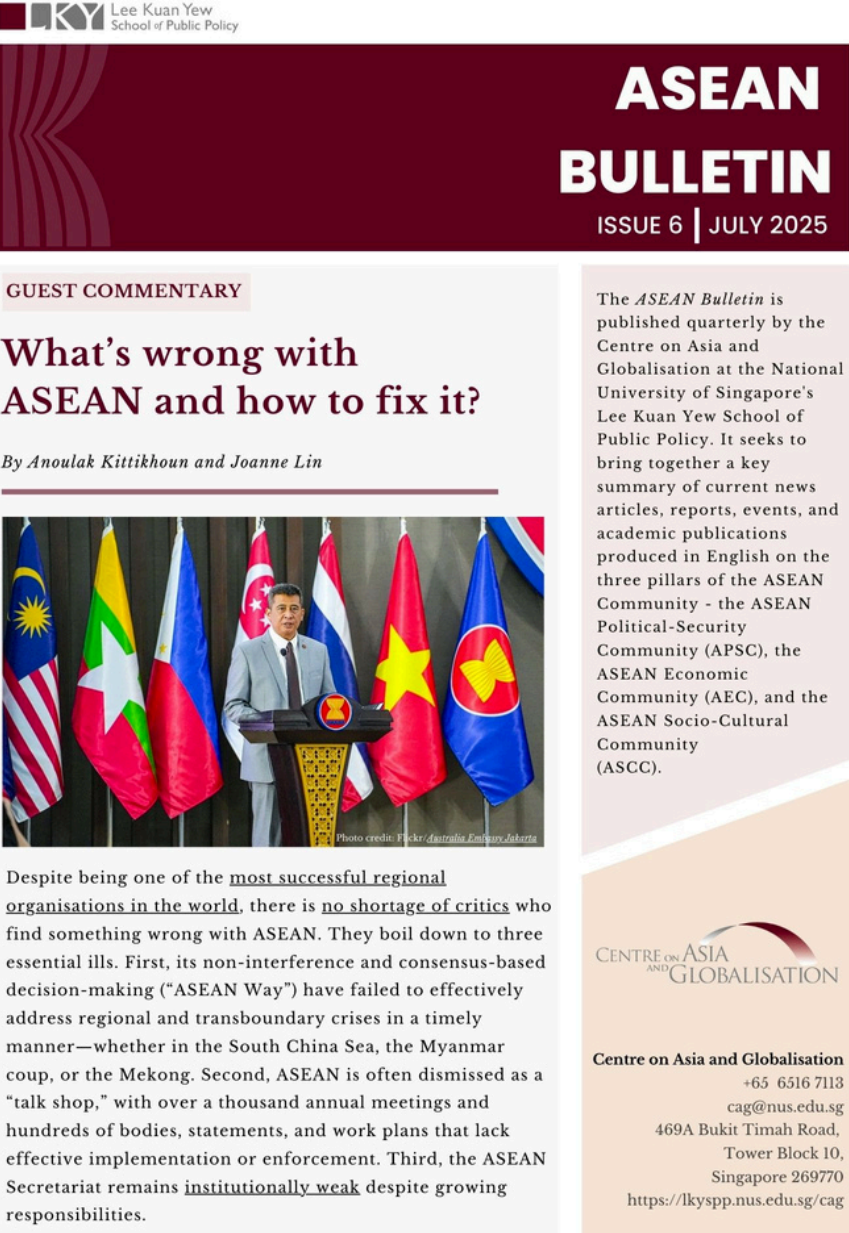 LKY
Lee Kuan Yew
School of Public Policy
ASEAN
BULLETIN
ISSUE 6 | JULY 2025
GUEST COMMENTARY
What’s wrong with
ASEAN and how to fix it?
By Anoulak Kittikhoun and Joanne Lin
Photo credit: Flickr/Australia Embassy Jakarta
Despite being one of the most successful regional
organisations in the world, there is no shortage of critics who
find something wrong with ASEAN. They boil down to three
essential ills. First, its non-interference and consensus-based
decision-making (“ASEAN Way”) have failed to effectively
address regional and transboundary crises in a timely
manner—whether in the South China Sea, the Myanmar
coup, or the Mekong. Second, ASEAN is often dismissed as a
“talk shop,” with over a thousand annual meetings and
hundreds of bodies, statements, and work plans that lack
effective implementation or enforcement. Third, the ASEAN
Secretariat remains institutionally weak despite growing
responsibilities.
The ASEAN Bulletin is
published quarterly by the
Centre on Asia and
Globalisation at the National
University of Singapore's
Lee Kuan Yew School of
Public Policy. It seeks to
bring together a key
summary of current news
articles, reports, events, and
academic publications
produced in English on the
three pillars of the ASEAN
Community - the ASEAN
Political-Security
Community (APSC), the
ASEAN Economic
Community (AEC), and the
ASEAN Socio-Cultural
Community
(ASCC).
CENTRE ON ASIA
AND GLOBALISATION
Centre on Asia and Globalisation
+65 6516 7113
cag@nus.edu.sg
469A Bukit Timah Road,
Tower Block 10,
Singapore 269770
https://lkyspp.nus.edu.sg/cag